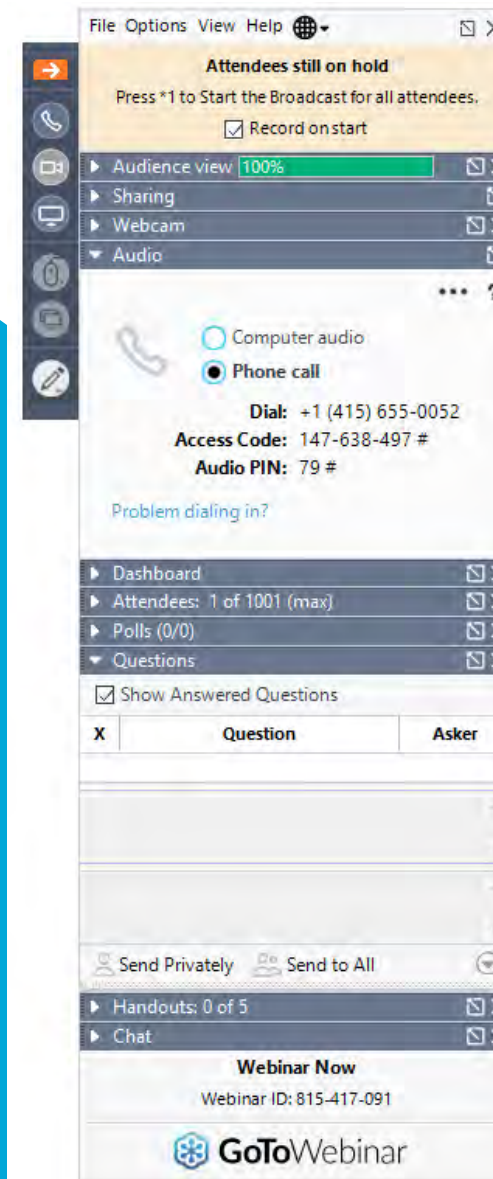 File Options View Help
Attendees still on hold
Press *1 to Start the Broadcast for all attendees.
Record on start
Audience view 100%
Sharing
Webcam
Audio
... ?
Computer audio
Phone call
Dial: +1 (415) 655-0052
Access Code: 147-638-497 #
Audio PIN: 79 #
Problem dialing in?
Dashboard
Attendees: 1 of 1001 (max)
Polls (0/0)
Questions
Show Answered Questions
X Question Asker
Send Privately Send to All
Handouts: 0 of 5
Chat
Webinar Now
Webinar ID: 815-417-091
GoToWebinar